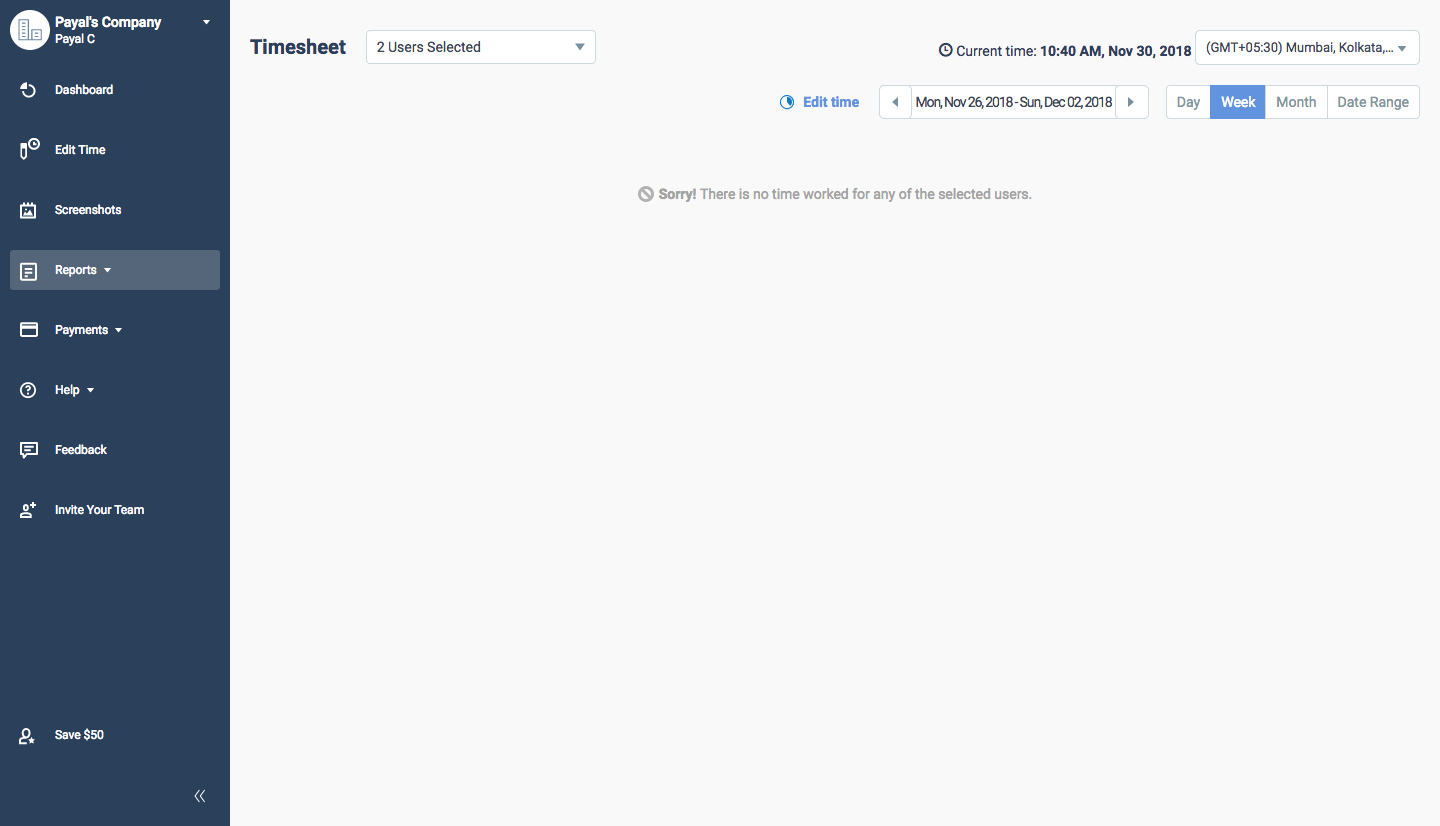 Payal's Company
Payal C
Dashboard
Edit Time
Screenshots
Reports
Payments
Help
Feedback
Invite Your Team
Save $50
Timesheet
2 Users Selected
Current time: 10:40 AM, Nov 30, 2018
(GMT+05:30) Mumbai, Kolkata,...
Edit time
Mon, Nov 26, 2018 - Sun, Dec 02, 2018
Day
Week
Month
Date Range
Sorry! There is no time worked for any of the selected users.